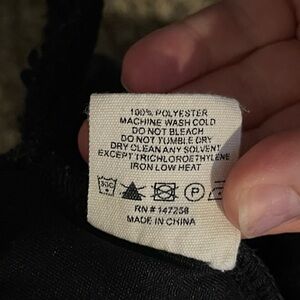 100% POLYESTER
MACHINE WASH COLD
DO NOT BLEACH
DO NOT TUMBLE DRY
DRY CLEAN ANY SOLVENT
EXCEPT TRICHLOROETHYLENE
IRON LOW HEAT
P
RN # 147256
MADE IN CHINA